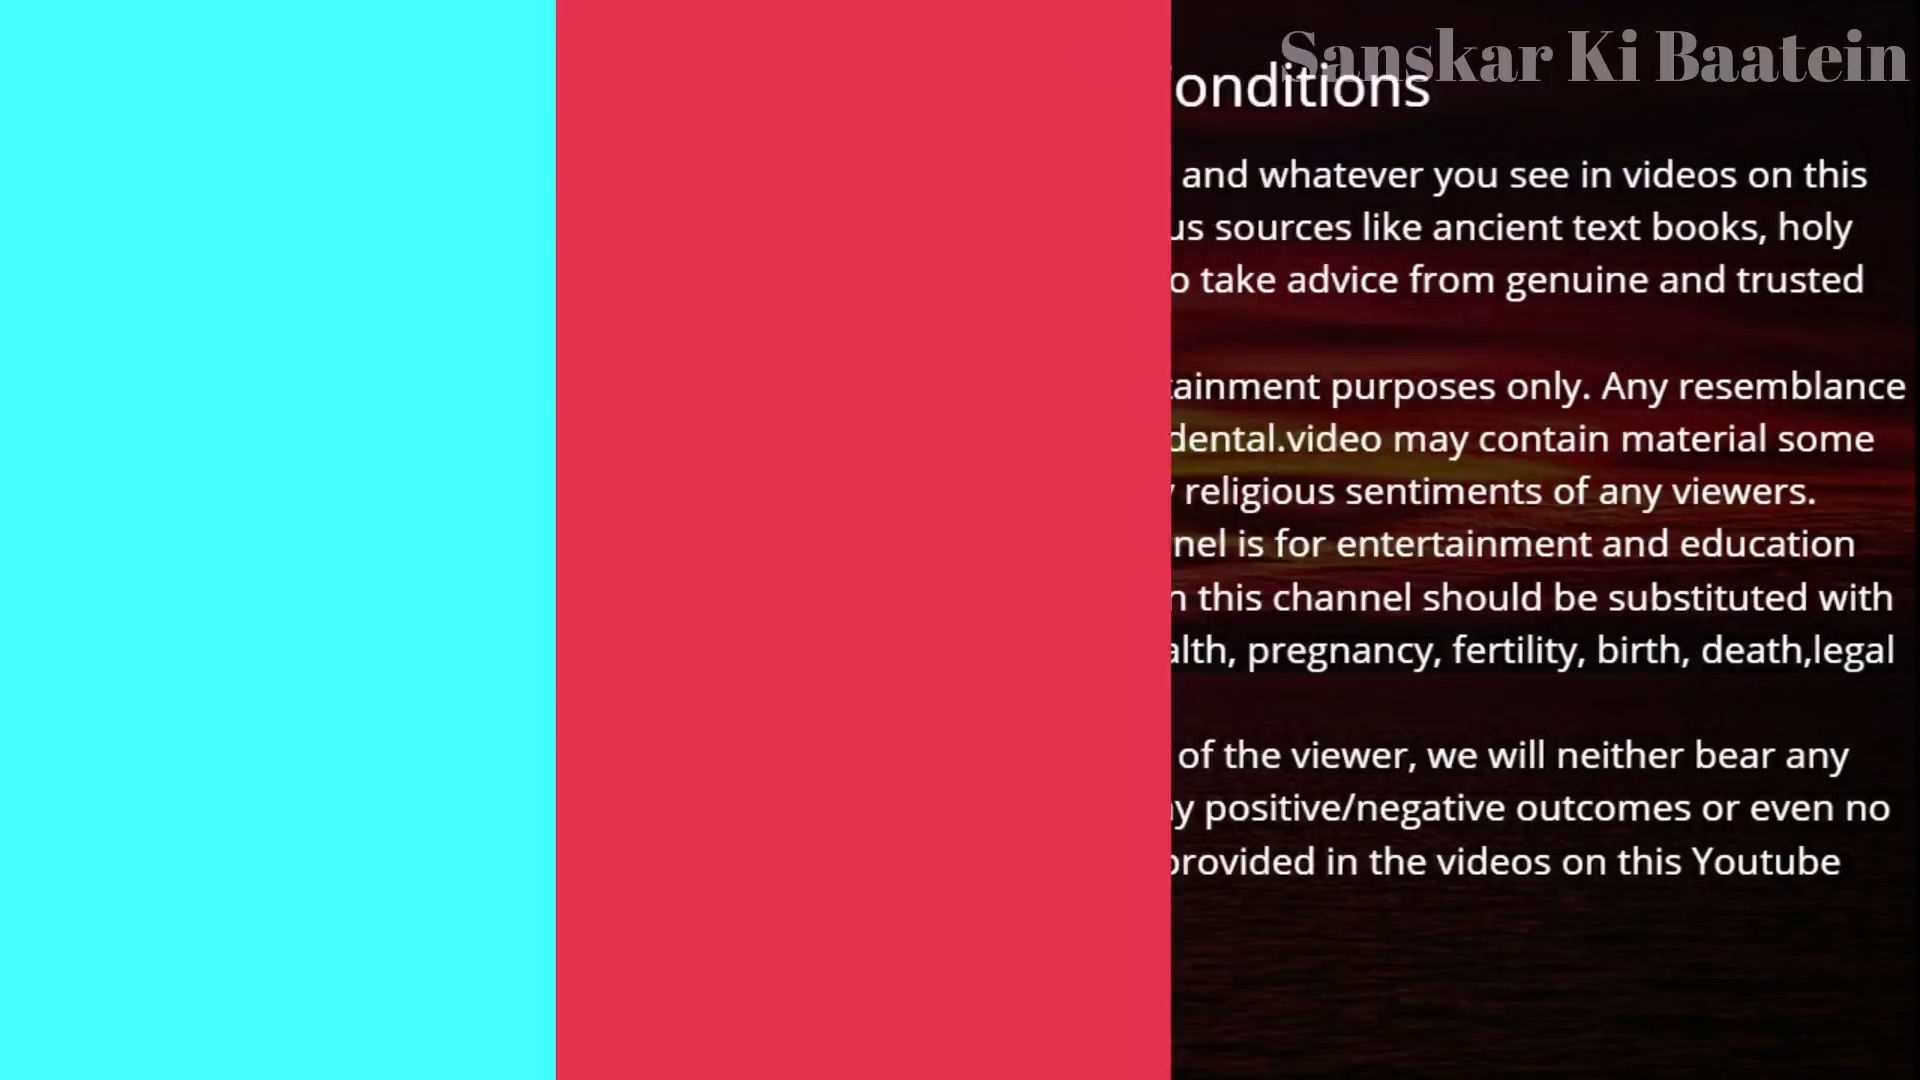 Sanskar Ki Baatein
onditions
and whatever you see in videos on this
us sources like ancient text books, holy
take advice from genuine and trusted
tainment purposes only. Any resemblance
dental.video may contain material some
religious sentiments of any viewers.
nel is for entertainment and education
this channel should be substituted with
alth, pregnancy, fertility, birth, death,legal
of the viewer, we will neither bear any
positive/negative outcomes or even no
provided in the videos on this Youtube